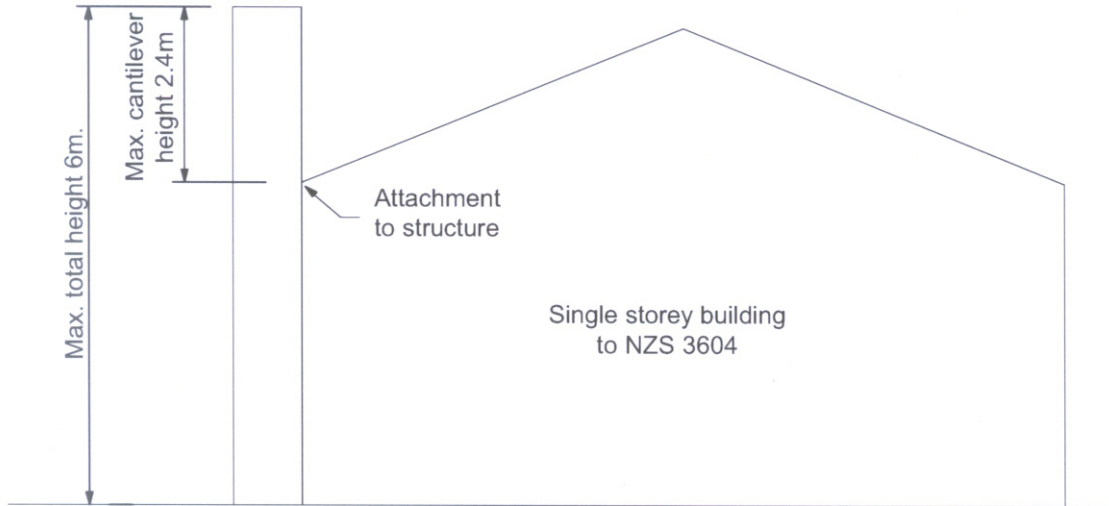 Max. total height 6m.
Max. cantilever
height 2.4m
Attachment
to structure
Single storey building
to NZS 3604